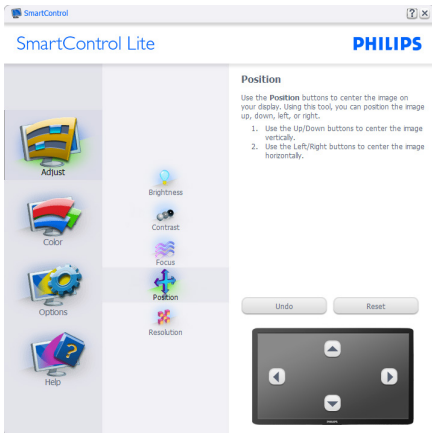 SmartControl
? ×
SmartControl Lite
PHILIPS
Adjust
Color
Options
Help
Brightness
Contrast
Focus
Position
Resolution
Position
Use the Position buttons to center the image on
your display. Using this tool, you can position the image
up, down, left, or right.
1. Use the Up/Down buttons to center the image
vertically.
2. Use the Left/Right buttons to center the image
horizontally.
Undo
Reset
PHILIPS